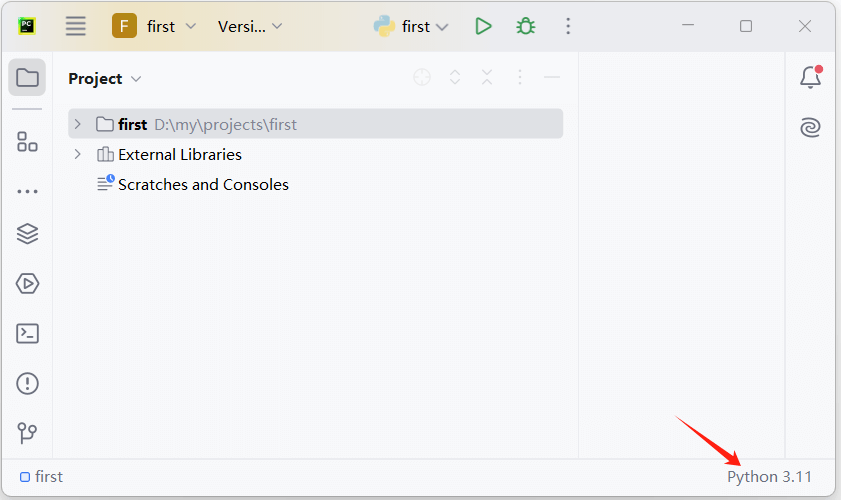 PC
F first Versi... first
Project
first D:\my\projects\first
External Libraries
Scratches and Consoles
first Python 3.11